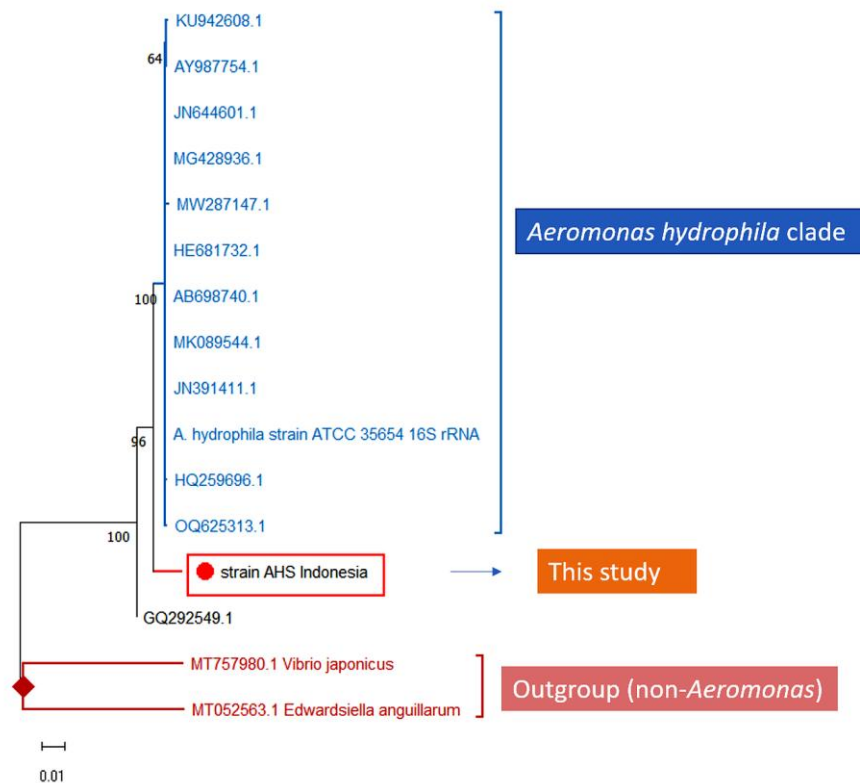 KU942608.1
64
AY987754.1
JN644601.1
MG428936.1
MW287147.1
Aeromonas hydrophila clade
HE681732.1
AB698740.1
100
MK089544.1
JN391411.1
A. hydrophila strain ATCC 35654 16S rRNA
96
HQ259696.1
OQ625313.1
100
strain AHS Indonesia
This study
GQ292549.1
MT757980.1 Vibrio japonicus
Outgroup (non-Aeromonas)
MT052563.1 Edwardsiella anguillarum
0.01